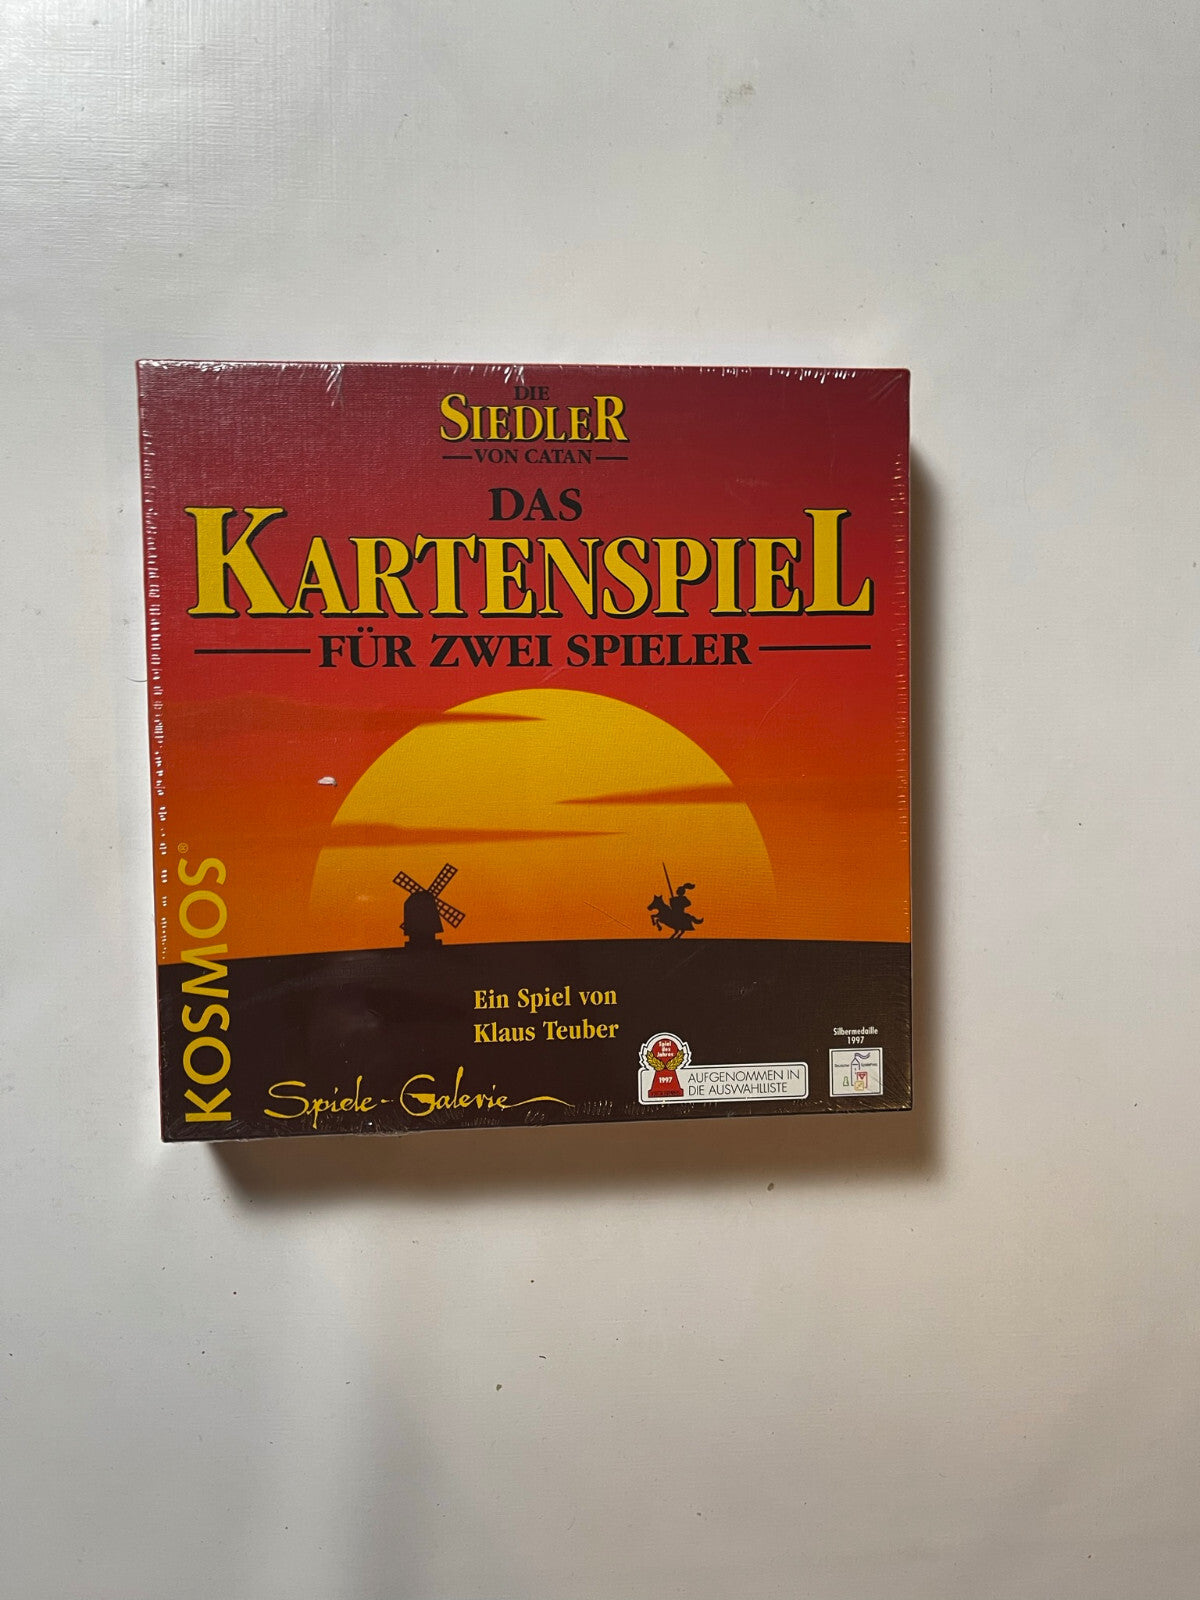 DIE
SIEDLER
VON CATAN
DAS
KARTENSPIEL
FÜR ZWEI SPIELER
KOSMOS®
Ein Spiel von
Klaus Teuber
Spiele-Galerie
Spiel
des
Jahres
1997
AUFGENOMMEN IN
DIE AUSWAHLLISTE
Silbermedaille
1997